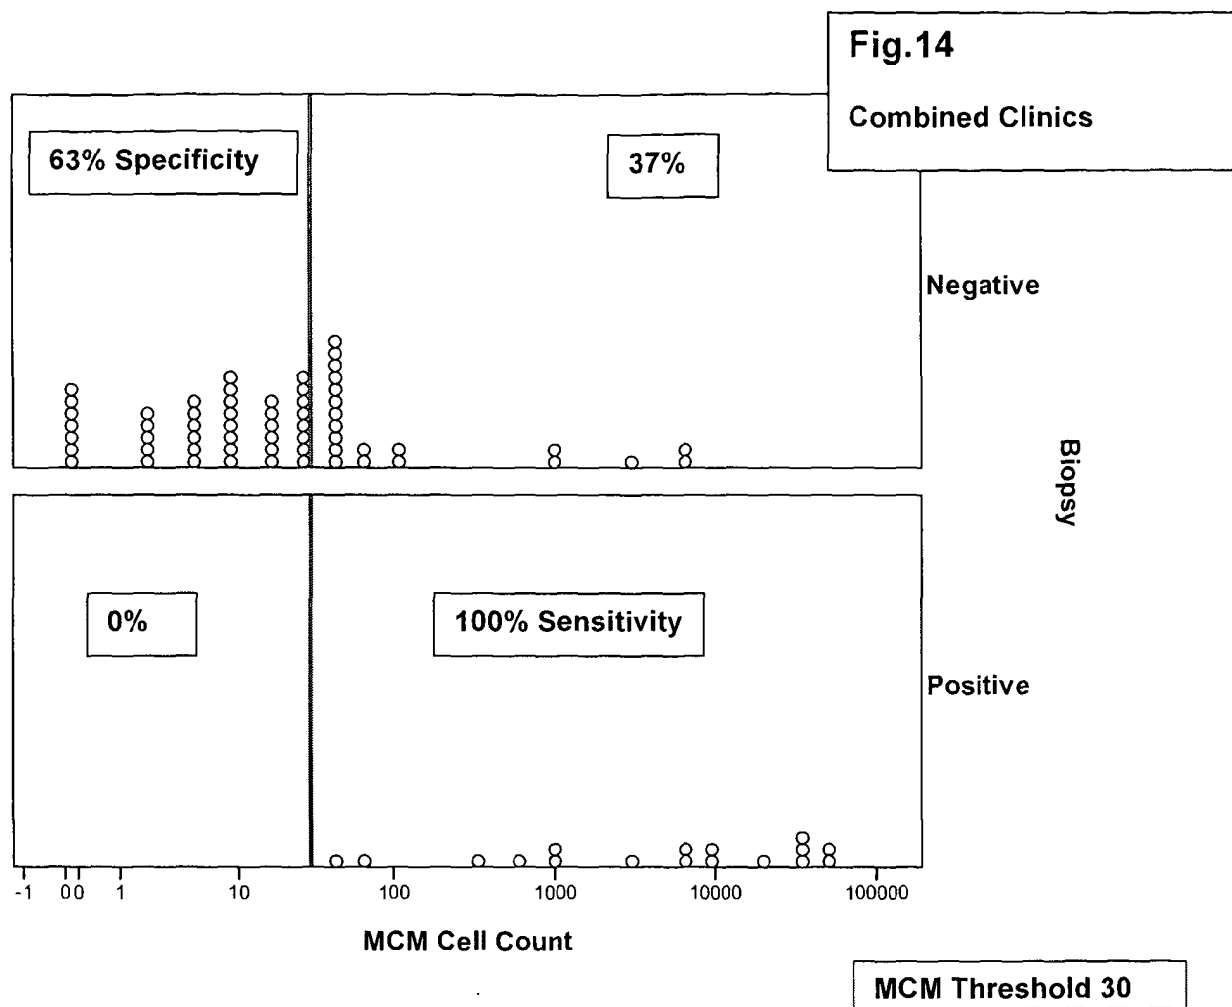 Fig.14
Combined Clinics
63% Specificity
37%
Negative
Biopsy
0%
100% Sensitivity
Positive
-1 0 0 1 10 100 1000 10000 100000
MCM Cell Count
MCM Threshold 30